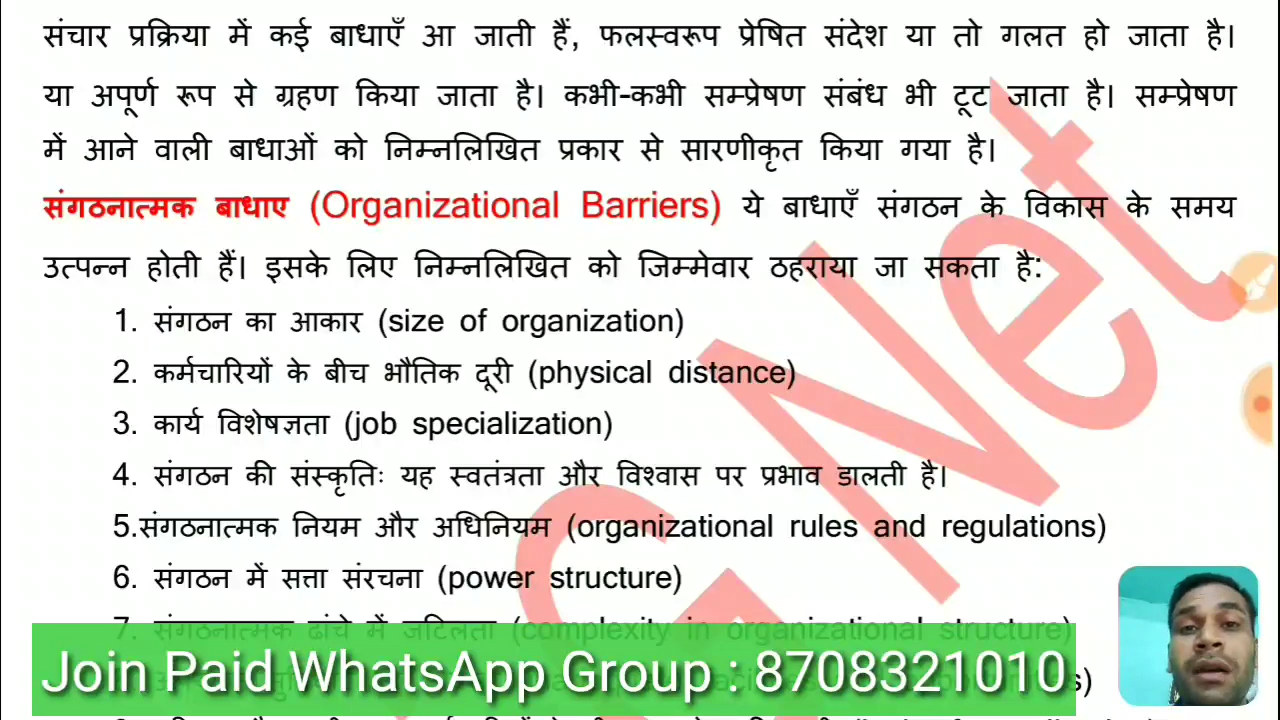 संचार प्रक्रिया में कई बाधाएँ आ जाती हैं, फलस्वरूप प्रेषित संदेश या तो गलत हो जाता है।
या अपूर्ण रूप से ग्रहण किया जाता है। कभी-कभी सम्प्रेषण संबंध भी टूट जाता है। सम्प्रेषण
में आने वाली बाधाओं को निम्नलिखित प्रकार से सारणीकृत किया गया है।
संगठनात्मक बाधाए (Organizational Barriers) ये बाधाएँ संगठन के विकास के समय
उत्पन्न होती हैं। इसके लिए निम्नलिखित को जिम्मेवार ठहराया जा सकता है:
1. संगठन का आकार (size of organization)
2. कर्मचारियों के बीच भौतिक दूरी (physical distance)
3. कार्य विशेषज्ञता (job specialization)
4. संगठन की संस्कृतिः यह स्वतंत्रता और विश्वास पर प्रभाव डालती है।
5.संगठनात्मक नियम और अधिनियम (organizational rules and regulations)
6. संगठन में सत्ता संरचना (power structure)
7. संगठनात्मक ढांचे में जटिलता (complexity in organizational structure)
Join Paid WhatsApp Group : 8708321010
G Net